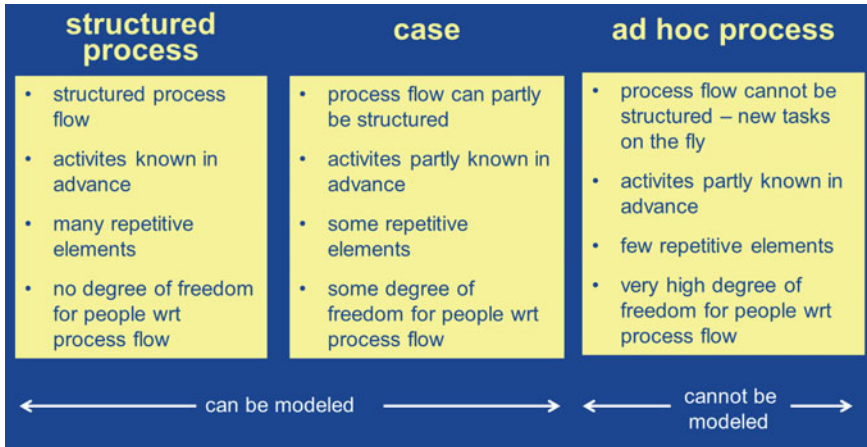 structured
process
• structured process
flow
• activites known in
advance
• many repetitive
elements
• no degree of freedom
for people wrt
process flow
case
• process flow can partly
be structured
• activites partly known in
advance
• some repetitive
elements
• some degree of
freedom for people wrt
process flow
ad hoc process
• process flow cannot be
structured – new tasks
on the fly
• activites partly known in
advance
• few repetitive elements
• very high degree of
freedom for people wrt
process flow
can be modeled
cannot be
modeled